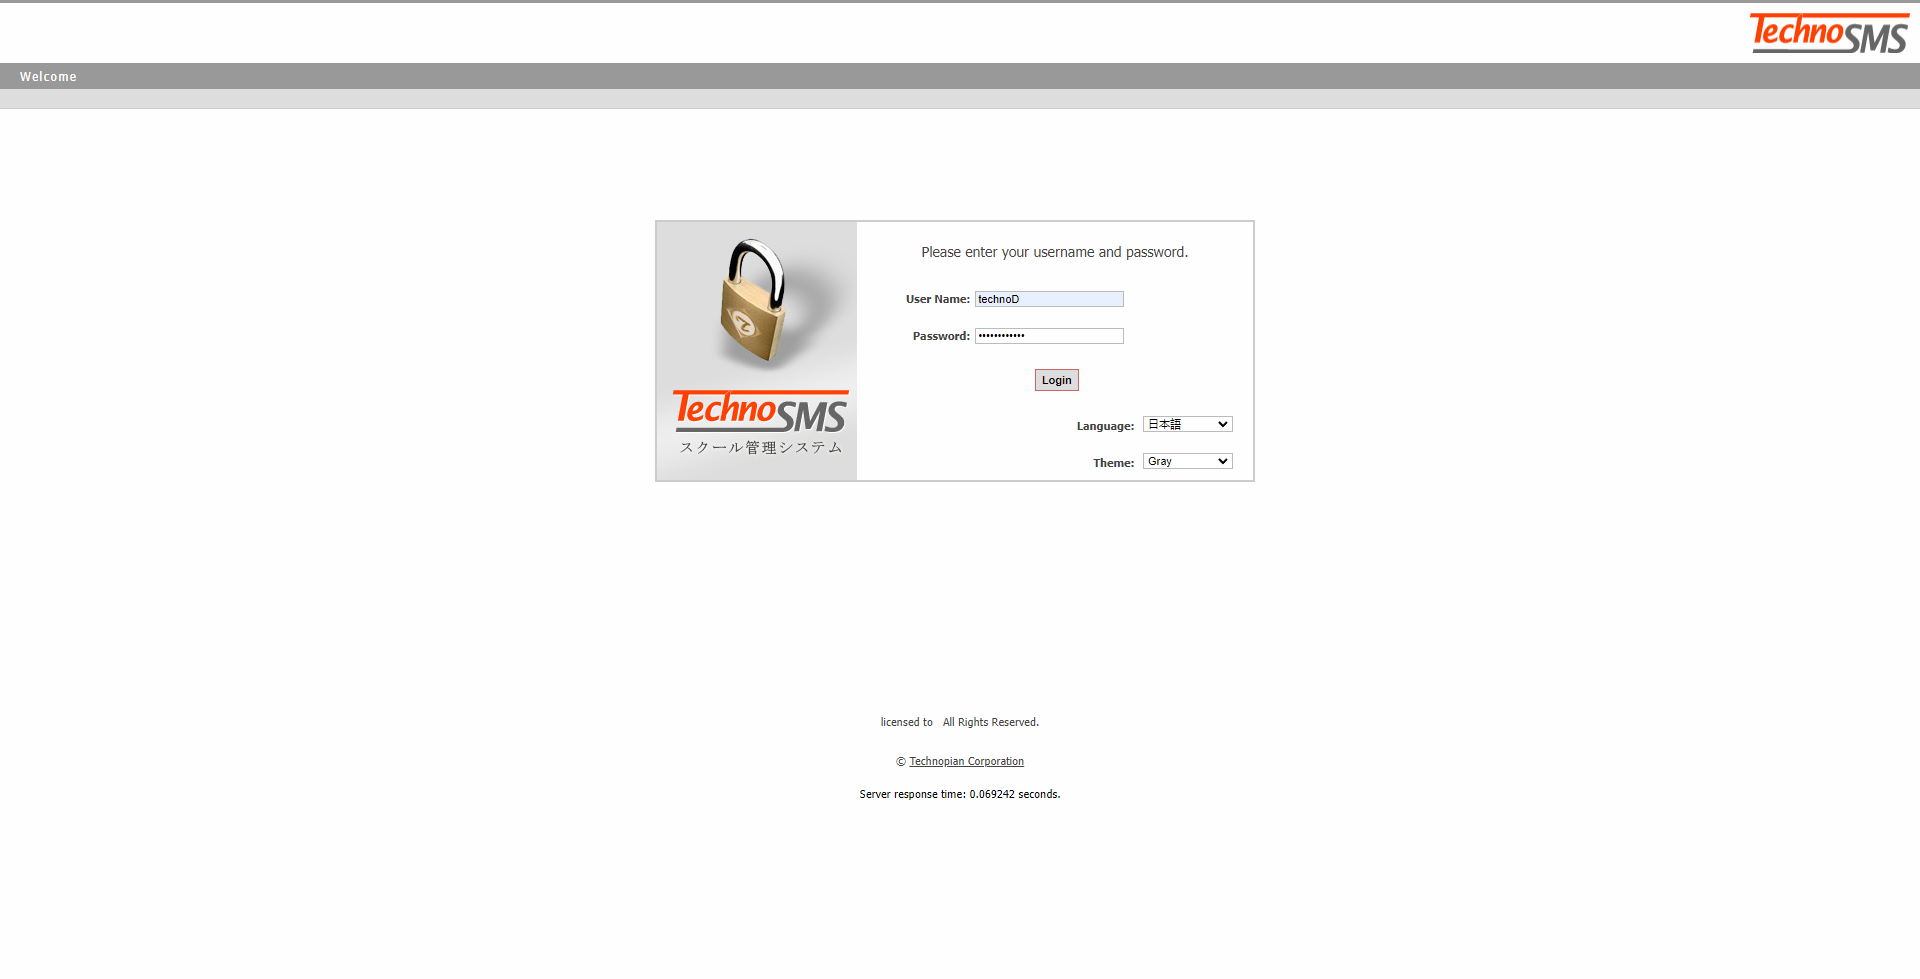 TechnoSMS
Welcome
Please enter your username and password.
User Name: technoD
Password: ••••••••••••
Login
TechnoSMS
スクール管理システム
Language: 日本語
Theme: Gray
licensed to All Rights Reserved.
© Technopian Corporation
Server response time: 0.069242 seconds.